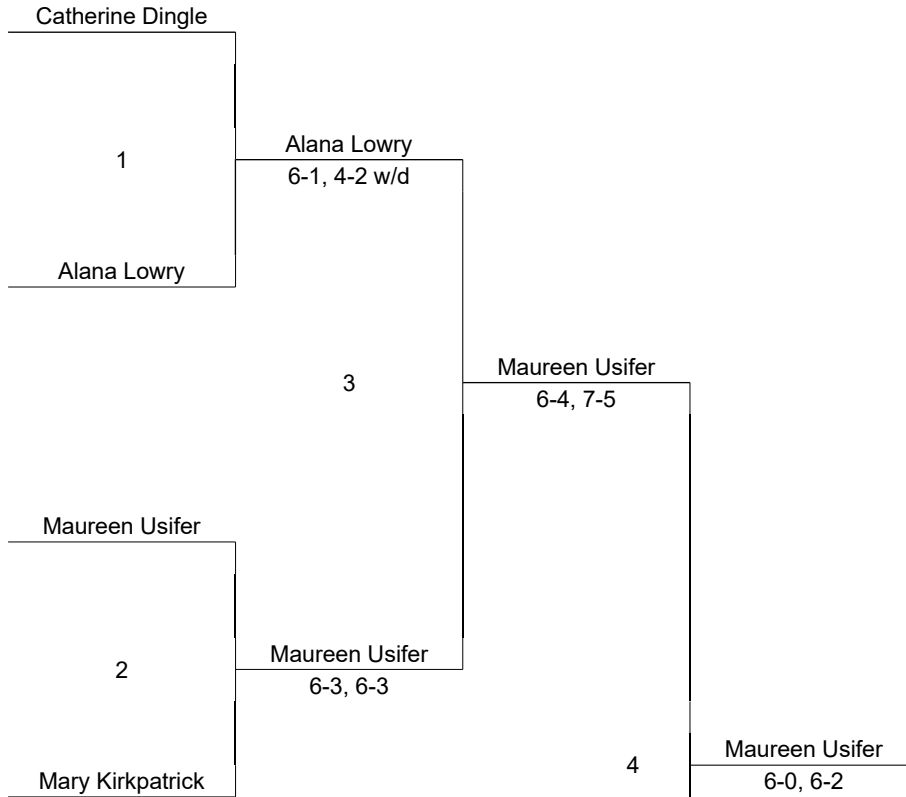 Catherine Dingle
1
Alana Lowry
6-1, 4-2 w/d
Alana Lowry
3
Maureen Usifer
6-4, 7-5
Maureen Usifer
2
Maureen Usifer
6-3, 6-3
Mary Kirkpatrick
4
Maureen Usifer
6-0, 6-2